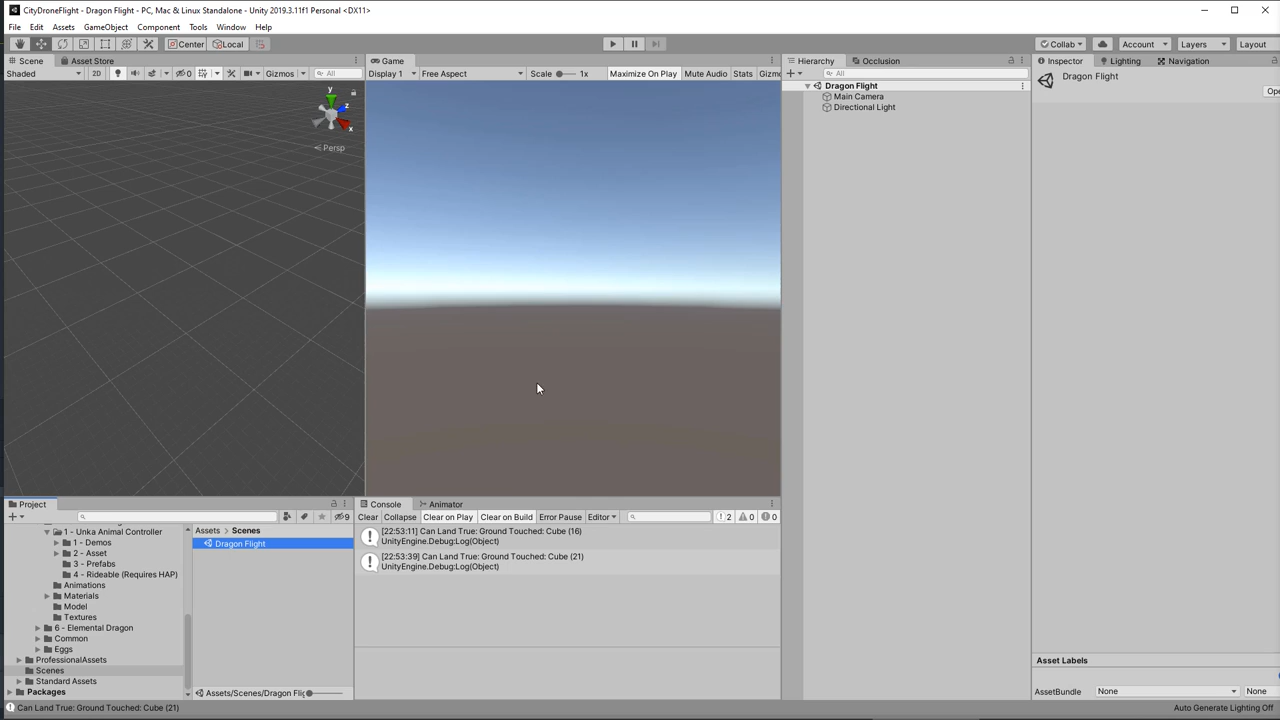 CityDroneFlight - Dragon Flight - PC, Mac & Linux Standalone - Unity 2019.3.11f1 Personal <DX11>
File Edit Assets GameObject Component Tools Window Help
Center Local Collab Account Layers Layout
Scene Asset Store
Shaded 2D 0 Gizmos All
y
z
x
Persp
Game
Display 1 Free Aspect Scale 1x Maximize On Play Mute Audio Stats Gizmo
Hierarchy Occlusion
All
Dragon Flight
Main Camera
Directional Light
Inspector Lighting Navigation
Dragon Flight
Ope
Project
9
1 - Unka Animal Controller
1 - Demos
2 - Asset
3 - Prefabs
4 - Rideable (Requires HAP)
Animations
Materials
Model
Textures
6 - Elemental Dragon
Common
Eggs
ProfessionalAssets
Scenes
Standard Assets
Packages
Assets > Scenes
Dragon Flight
Assets/Scenes/Dragon Flig
Console Animator
Clear Collapse Clear on Play Clear on Build Error Pause Editor 2 0 0
[22:53:11] Can Land True: Ground Touched: Cube (16)
UnityEngine.Debug:Log(Object)
[22:53:39] Can Land True: Ground Touched: Cube (21)
UnityEngine.Debug:Log(Object)
Asset Labels
AssetBundle None None
Can Land True: Ground Touched: Cube (21)
Auto Generate Lighting Off